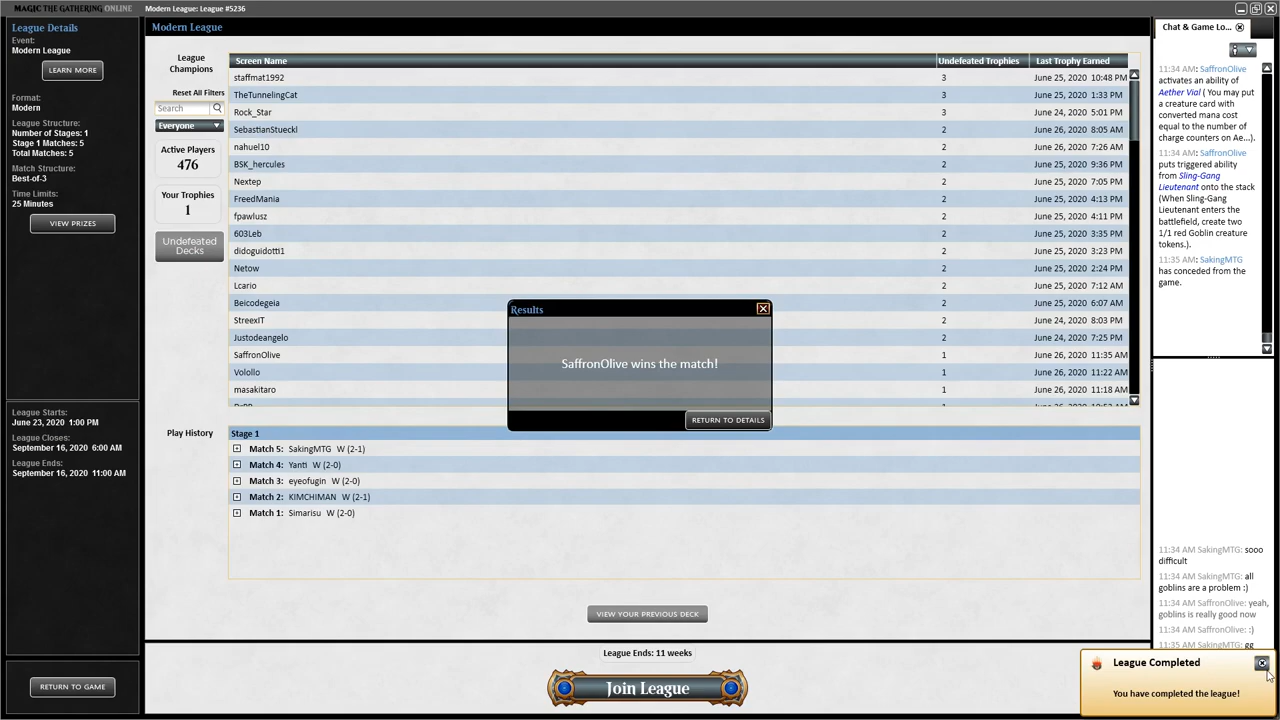 MAGIC THE GATHERING ONLINE
Modern League: League #5236
League Details
Event:
Modern League
LEARN MORE
Format:
Modern
League Structure:
Number of Stages: 1
Stage 1 Matches: 5
Total Matches: 5
Match Structure:
Best-of-3
Time Limits:
25 Minutes
VIEW PRIZES
League Starts:
June 23, 2020 1:00 PM
League Closes:
September 16, 2020 6:00 AM
League Ends:
September 16, 2020 11:00 AM
RETURN TO GAME
Modern League
League
Champions
Reset All Filters
Search
Everyone
Active Players
476
Your Trophies
1
Undefeated
Decks
Screen Name Undefeated Trophies Last Trophy Earned
staffmat1992 3 June 25, 2020 10:48 PM
TheTunnelingCat 3 June 25, 2020 1:33 PM
Rock_Star 3 June 24, 2020 5:01 PM
SebastianStueckl 2 June 26, 2020 8:05 AM
nahuel10 2 June 26, 2020 7:26 AM
BSK_hercules 2 June 25, 2020 9:36 PM
Nextep 2 June 25, 2020 7:05 PM
FreedMania 2 June 25, 2020 4:13 PM
fpawlusz 2 June 25, 2020 4:11 PM
603Leb 2 June 25, 2020 3:35 PM
didoguidotti1 2 June 25, 2020 3:23 PM
Netow 2 June 25, 2020 2:24 PM
Lcario 2 June 25, 2020 7:12 AM
Beicodegeia 2 June 25, 2020 6:07 AM
StreexIT 2 June 24, 2020 8:03 PM
Justodeangelo 2 June 24, 2020 7:25 PM
SaffronOlive 1 June 26, 2020 11:35 AM
Volollo 1 June 26, 2020 11:22 AM
masakitaro 1 June 26, 2020 11:18 AM
Results
SaffronOlive wins the match!
RETURN TO DETAILS
Play History
Stage 1
Match 5: SakingMTG W (2-1)
Match 4: Yanti W (2-0)
Match 3: eyeofugin W (2-0)
Match 2: KIMCHIMAN W (2-1)
Match 1: Simarisu W (2-0)
VIEW YOUR PREVIOUS DECK
League Ends: 11 weeks
Join League
Chat & Game Lo...
11:34 AM: SaffronOlive
activates an ability of
Aether Vial ( You may put
a creature card with
converted mana cost
equal to the number of
charge counters on Ae...).
11:34 AM: SaffronOlive
puts triggered ability
from Sling-Gang
Lieutenant onto the stack
(When Sling-Gang
Lieutenant enters the
battlefield, create two
1/1 red Goblin creature
tokens.).
11:35 AM: SakingMTG
has conceded from the
game.
11:34 AM SakingMTG: sooo
difficult
11:34 AM SakingMTG: all
goblins are a problem :)
11:34 AM SaffronOlive: yeah,
goblins is really good now
11:34 AM SaffronOlive: :)
11:35 AM SakingMTG: gg
League Completed
You have completed the league!